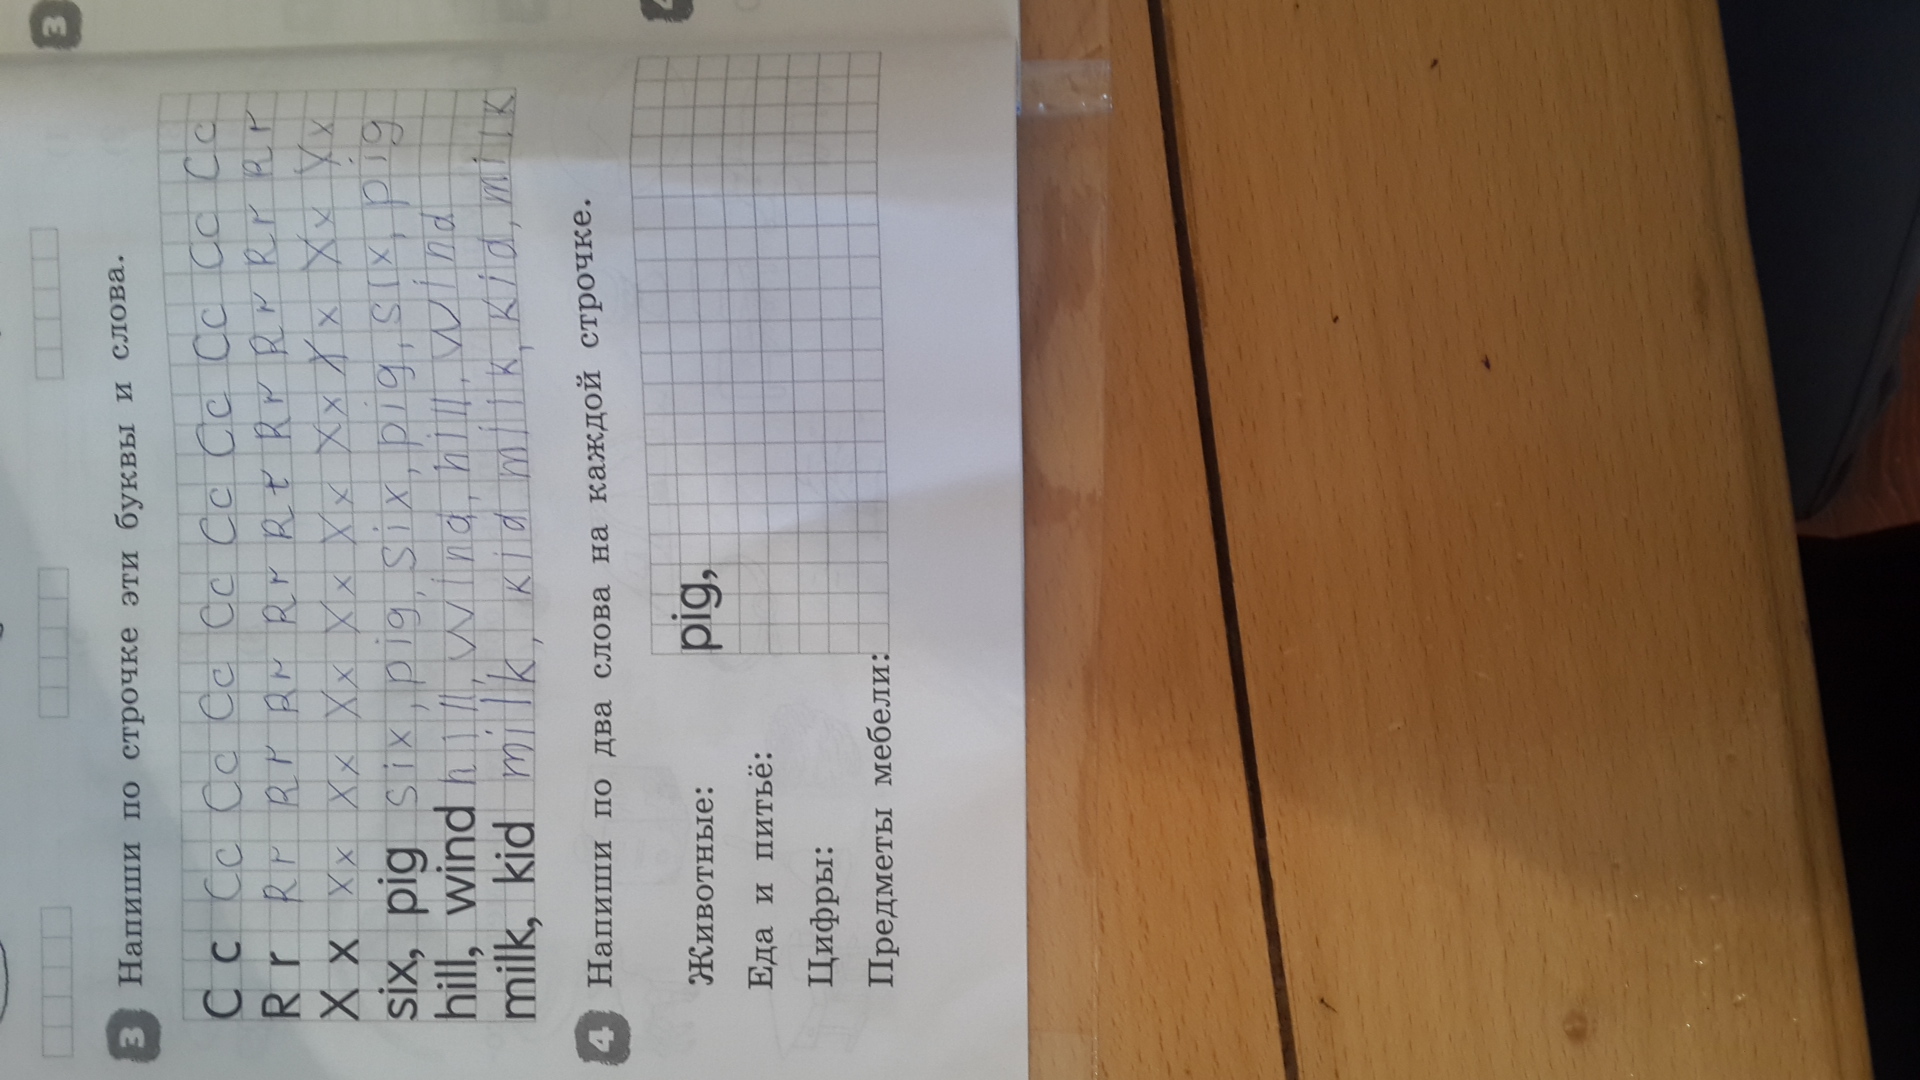 3
3 Напиши по строчке эти буквы и слова.
C c Cc Cc Cc Cc Cc Cc Cc Cc Cc
R r Rr Rr Rr Rr Rr Rr Rr Rr Rr
X x Xx Xx Xx Xx Xx Xx Xx Xx Xx
six, pig six, pig, six, pig, six, pig
hill, wind hill, wind, hill, wind
milk, kid milk, kid milk, kid, milk
4 Напиши по два слова на каждой строчке.
Животные: pig,
Еда и питьё:
Цифры:
Предметы мебели: